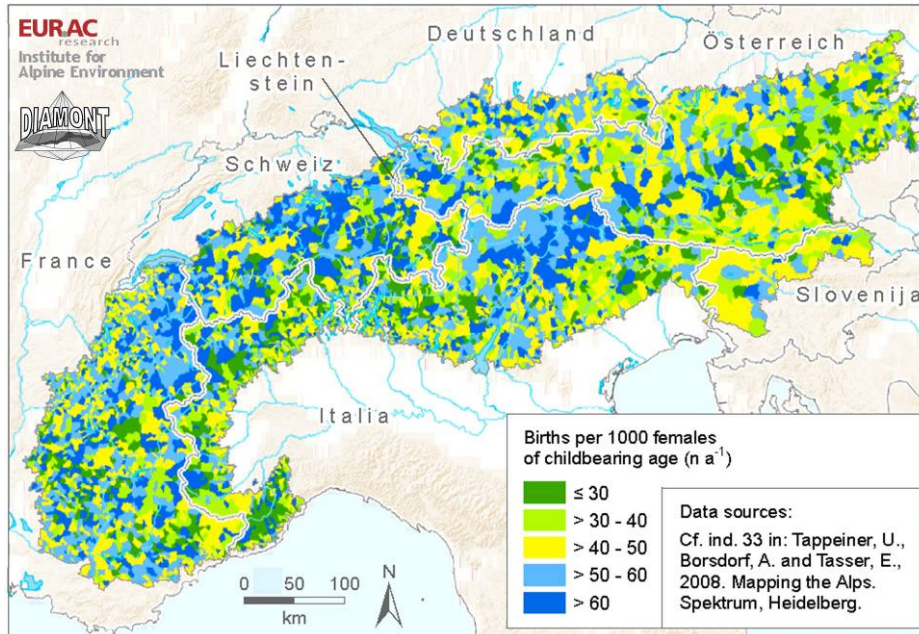 EURAC
research
Institute for
Alpine Environment
DIAMONT
Deutschland
Österreich
Liechten-
stein
Schweiz
France
Slovenija
Italia
Births per 1000 females
of childbearing age (n a⁻¹)
≤ 30
> 30 - 40
> 40 - 50
> 50 - 60
> 60
Data sources:
Cf. ind. 33 in: Tappeiner, U.,
Borsdorf, A. and Tasser, E.,
2008. Mapping the Alps.
Spektrum, Heidelberg.
0 50 100
km
N